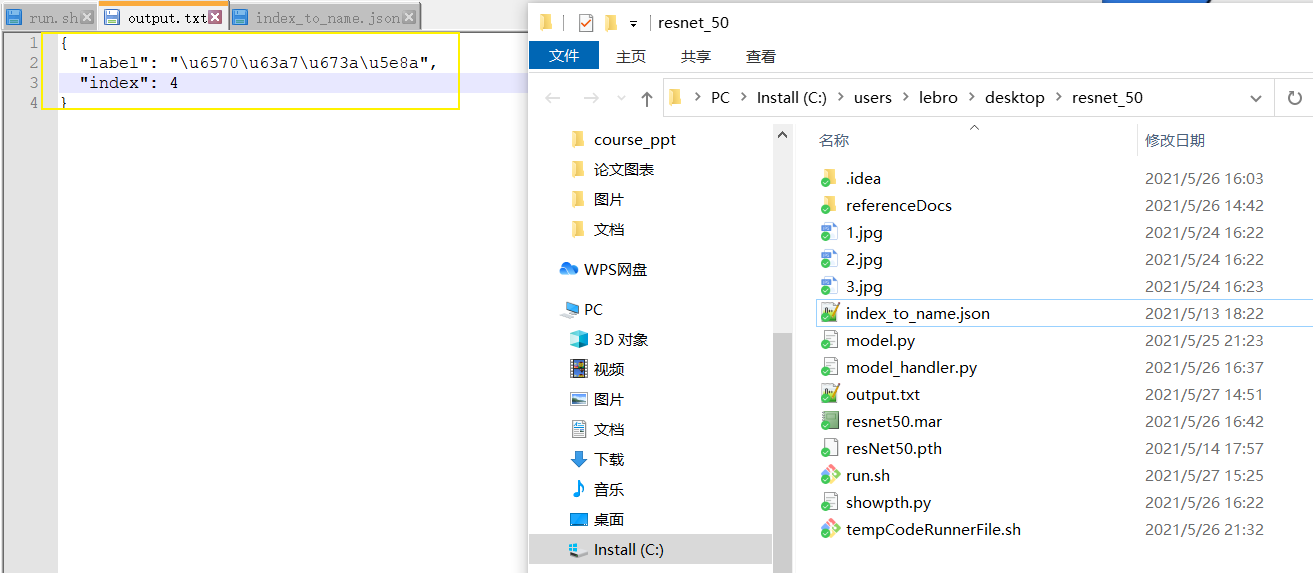 run.sh output.txt index_to_name.json
1 {
2 "label": "\u6570\u63a7\u673a\u5e8a",
3 "index": 4
4 }
resnet_50
文件 主页 共享 查看
PC Install (C:) users lebro desktop resnet_50
course_ppt
论文图表
图片
文档
WPS网盘
PC
3D 对象
视频
图片
文档
下载
音乐
桌面
Install (C:)
名称 修改日期
.idea 2021/5/26 16:03
referenceDocs 2021/5/26 14:42
1.jpg 2021/5/24 16:22
2.jpg 2021/5/24 16:22
3.jpg 2021/5/24 16:23
index_to_name.json 2021/5/13 18:22
model.py 2021/5/25 21:23
model_handler.py 2021/5/26 16:37
output.txt 2021/5/27 14:51
resnet50.mar 2021/5/26 16:42
resNet50.pth 2021/5/14 17:57
run.sh 2021/5/27 15:25
showpth.py 2021/5/26 16:22
tempCodeRunnerFile.sh 2021/5/26 21:32